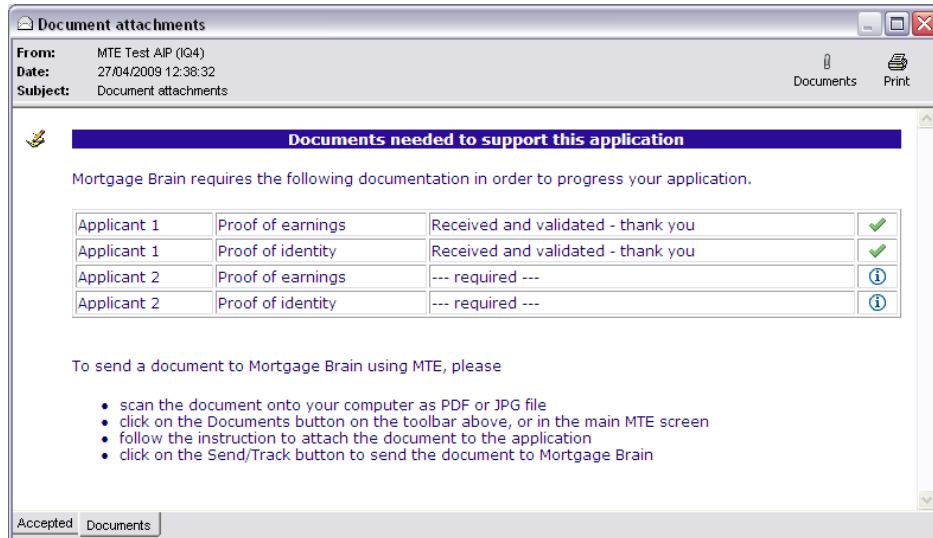 Document attachments
From: MTE Test AIP (IQ4)
Date: 27/04/2009 12:38:32
Subject: Document attachments
Documents
Print
Documents needed to support this application
Mortgage Brain requires the following documentation in order to progress your application.
Applicant 1 Proof of earnings Received and validated - thank you
Applicant 1 Proof of identity Received and validated - thank you
Applicant 2 Proof of earnings --- required ---
Applicant 2 Proof of identity --- required ---
To send a document to Mortgage Brain using MTE, please
• scan the document onto your computer as PDF or JPG file
• click on the Documents button on the toolbar above, or in the main MTE screen
• follow the instruction to attach the document to the application
• click on the Send/Track button to send the document to Mortgage Brain
Accepted Documents